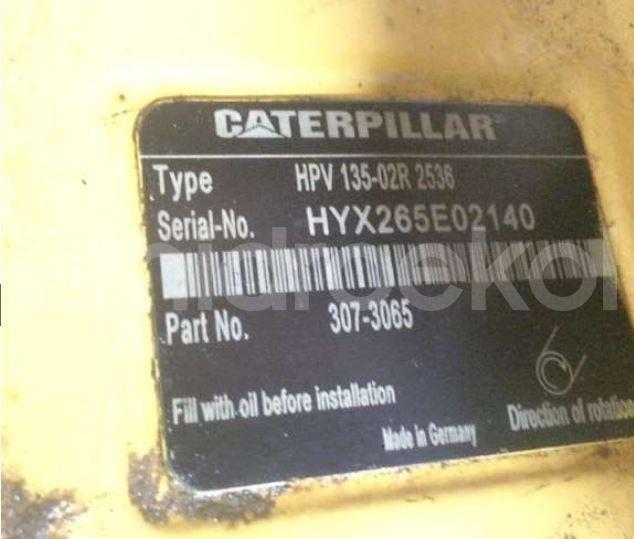 CATERPILLAR®
Type HPV 135-02R 2536
Serial-No. HYX265E02140
hidroekol
Part No. 307-3065
Fill with oil before installation
Made in Germany
Direction of rotation